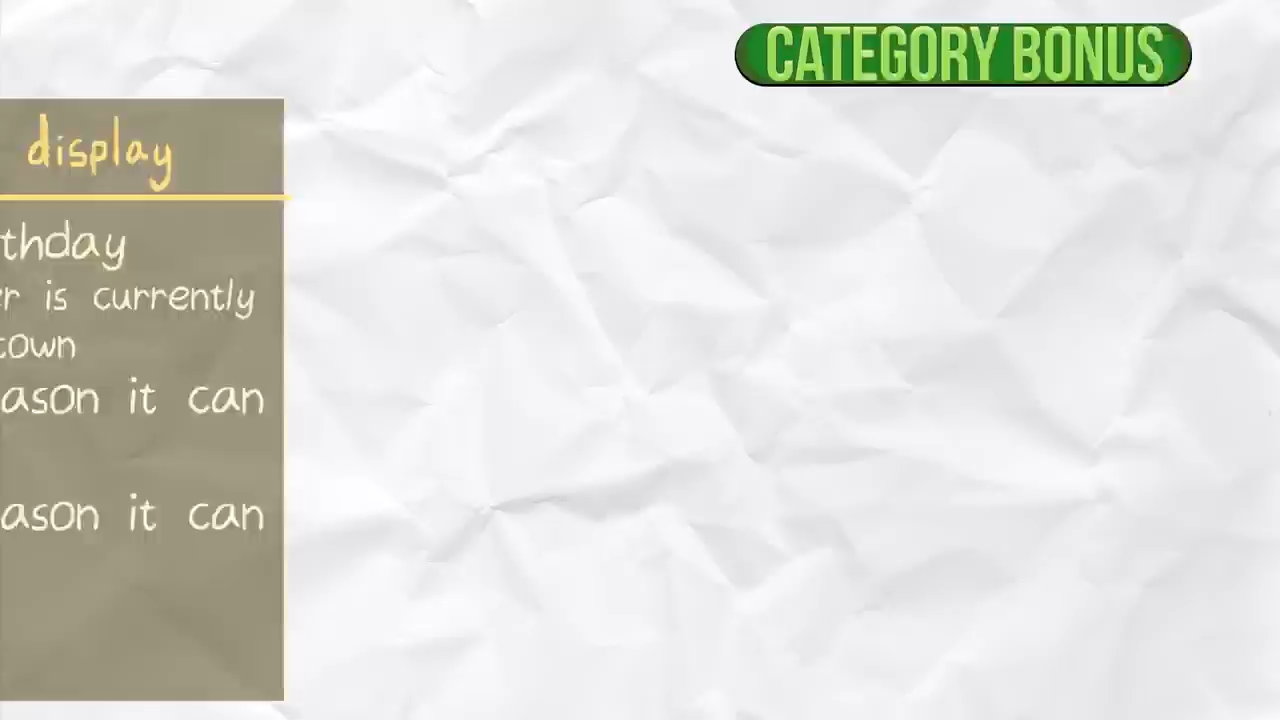 CATEGORY BONUS
display
thday
r is currently
town
ason it can
ason it can